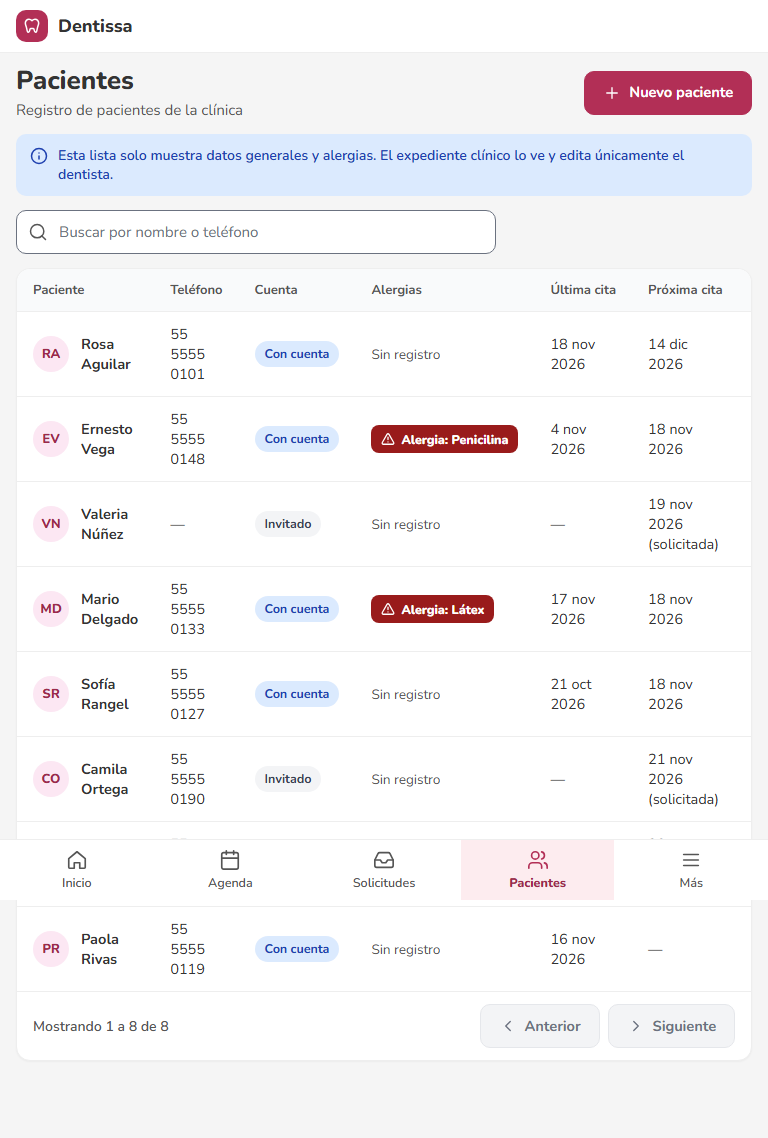 Dentissa
Pacientes
Registro de pacientes de la clínica
Nuevo paciente
Esta lista solo muestra datos generales y alergias. El expediente clínico lo ve y edita únicamente el
dentista.
Buscar por nombre o teléfono
Paciente Teléfono Cuenta Alergias Última cita Próxima cita
RA Rosa Aguilar 55 5555 0101 Con cuenta Sin registro 18 nov 2026 14 dic 2026
EV Ernesto Vega 55 5555 0148 Con cuenta Alergia: Penicilina 4 nov 2026 18 nov 2026
VN Valeria Núñez — Invitado Sin registro — 19 nov 2026 (solicitada)
MD Mario Delgado 55 5555 0133 Con cuenta Alergia: Látex 17 nov 2026 18 nov 2026
SR Sofía Rangel 55 5555 0127 Con cuenta Sin registro 21 oct 2026 18 nov 2026
CO Camila Ortega 55 5555 0190 Invitado Sin registro — 21 nov 2026 (solicitada)
Inicio Agenda Solicitudes Pacientes Más
PR Paola Rivas 55 5555 0119 Con cuenta Sin registro 16 nov 2026 —
Mostrando 1 a 8 de 8 Anterior Siguiente